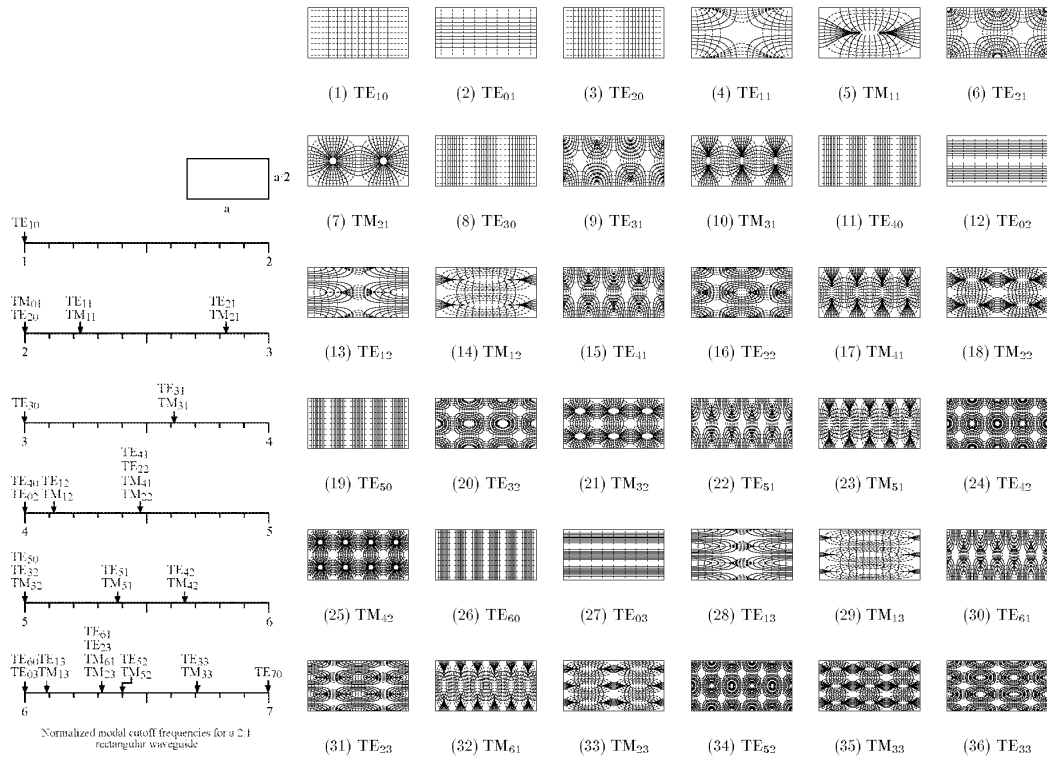 a/2
a
TE₁₀
1 2
TM₀₁ TE₁₁ TE₂₁
TE₂₀ TM₁₁ TM₂₁
2 3
TE₃₁
TE₃₀ TM₃₁
3 4
TE₄₁
TE₂₂
TE₄₀ TE₁₂ TM₄₁
TE₀₂ TM₁₂ TM₂₂
4 5
TE₅₀
TE₃₂ TE₅₁ TE₄₂
TM₃₂ TM₅₁ TM₄₂
5 6
TE₆₁
TE₂₃
TE₆₀ TE₁₃ TM₆₁ TE₅₂ TE₃₃
TE₀₃ TM₁₃ TM₂₃ TM₅₂ TM₃₃ TE₇₀
6 7
Normalized modal cutoff frequencies for a 2:1
rectangular waveguide
(1) TE₁₀ (2) TE₀₁ (3) TE₂₀ (4) TE₁₁ (5) TM₁₁ (6) TE₂₁
(7) TM₂₁ (8) TE₃₀ (9) TE₃₁ (10) TM₃₁ (11) TE₄₀ (12) TE₀₂
(13) TE₁₂ (14) TM₁₂ (15) TE₄₁ (16) TE₂₂ (17) TM₄₁ (18) TM₂₂
(19) TE₅₀ (20) TE₃₂ (21) TM₃₂ (22) TE₅₁ (23) TM₅₁ (24) TE₄₂
(25) TM₄₂ (26) TE₆₀ (27) TE₀₃ (28) TE₁₃ (29) TM₁₃ (30) TE₆₁
(31) TE₂₃ (32) TM₆₁ (33) TM₂₃ (34) TE₅₂ (35) TM₃₃ (36) TE₃₃